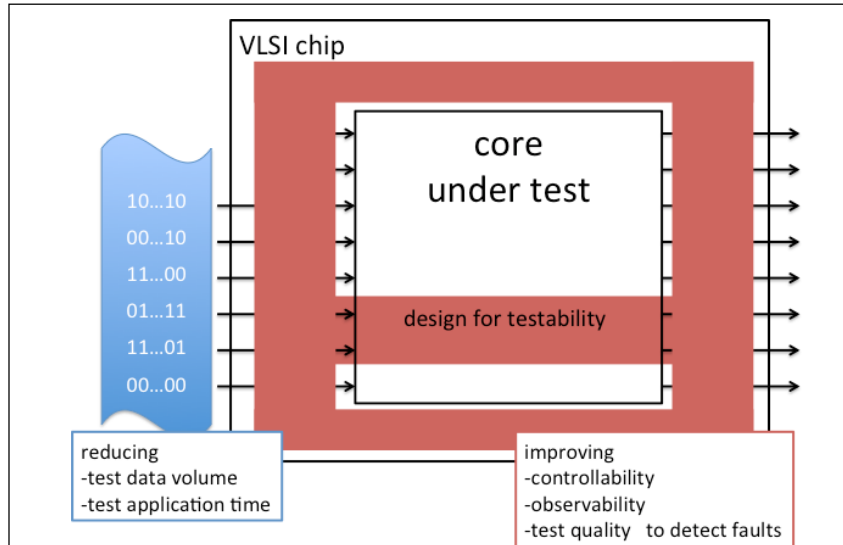 VLSI chip
core
under test
10...10
00...10
11...00
01...11
11...01
00...00
design for testability
reducing
-test data volume
-test application time
improving
-controllability
-observability
-test quality to detect faults